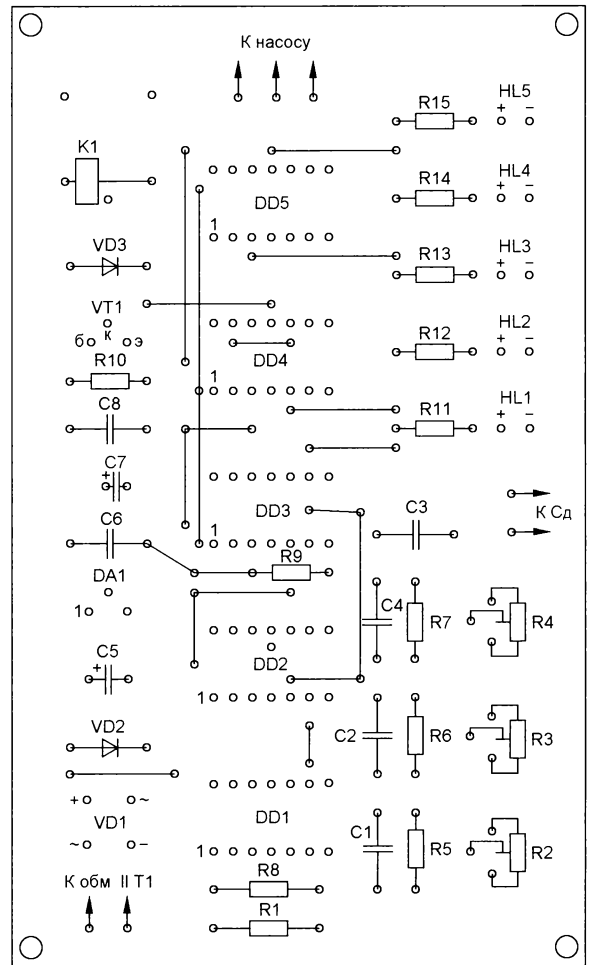 К насосу
R15 HL5
+ −
K1
R14 HL4
+ −
DD5
1
VD3
R13 HL3
+ −
VT1
к
б э
R12 HL2
+ −
DD4
R10
1
C8
R11 HL1
+ −
C7
+
К Сд
C6
DD3
C3
1
R9
DA1
1
C4 R7 R4
C5
+
DD2
1
VD2
C2 R6 R3
+ ~
VD1
~ −
DD1
1
C1 R5 R2
К обм II T1
R8
R1